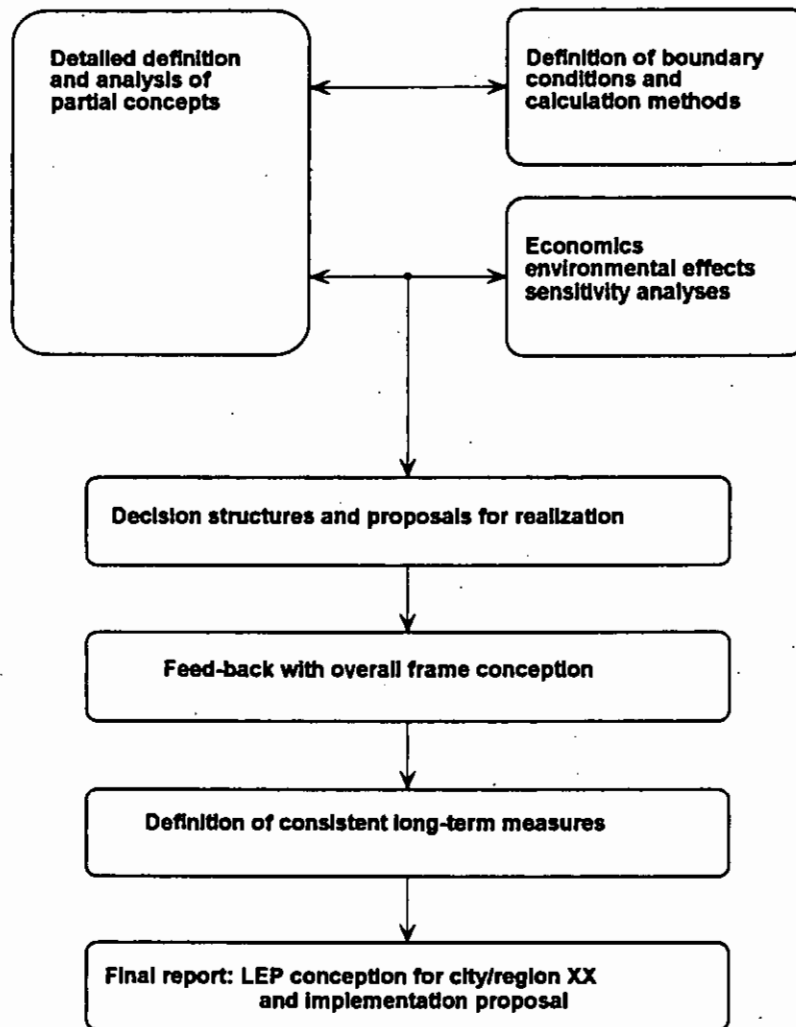 Detailed definition
and analysis of
partial concepts
Definition of boundary
conditions and
calculation methods
Economics
environmental effects
sensitivity analyses
Decision structures and proposals for realization
Feed-back with overall frame conception
Definition of consistent long-term measures
Final report: LEP conception for city/region XX
and implementation proposal